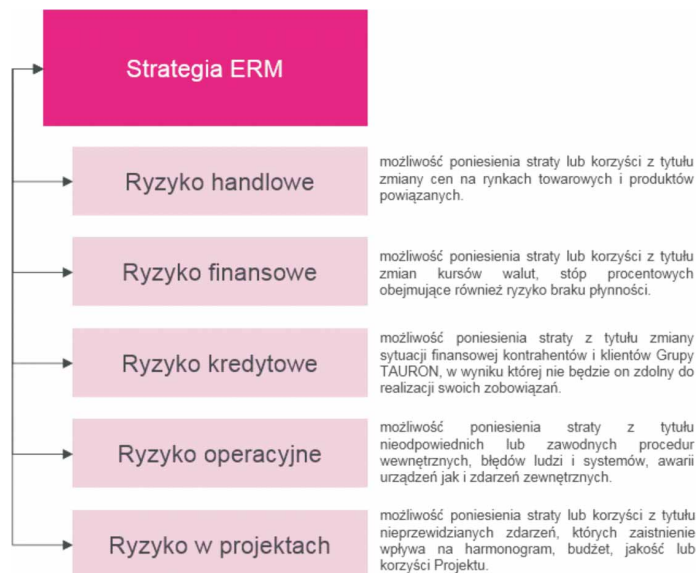 Strategia ERM
Ryzyko handlowe
możliwość poniesienia straty lub korzyści z tytułu
zmiany cen na rynkach towarowych i produktów
powiązanych.
Ryzyko finansowe
możliwość poniesienia straty lub korzyści z tytułu
zmian kursów walut, stóp procentowych
obejmujące również ryzyko braku płynności.
Ryzyko kredytowe
możliwość poniesienia straty z tytułu zmiany
sytuacji finansowej kontrahentów i klientów Grupy
TAURON, w wyniku której nie będzie on zdolny do
realizacji swoich zobowiązań.
Ryzyko operacyjne
możliwość poniesienia straty z tytułu
nieodpowiednich lub zawodnych procedur
wewnętrznych, błędów ludzi i systemów, awarii
urządzeń jak i zdarzeń zewnętrznych.
Ryzyko w projektach
możliwość poniesienia straty lub korzyści z tytułu
nieprzewidzianych zdarzeń, których zaistnienie
wpływa na harmonogram, budżet, jakość lub
korzyści Projektu.